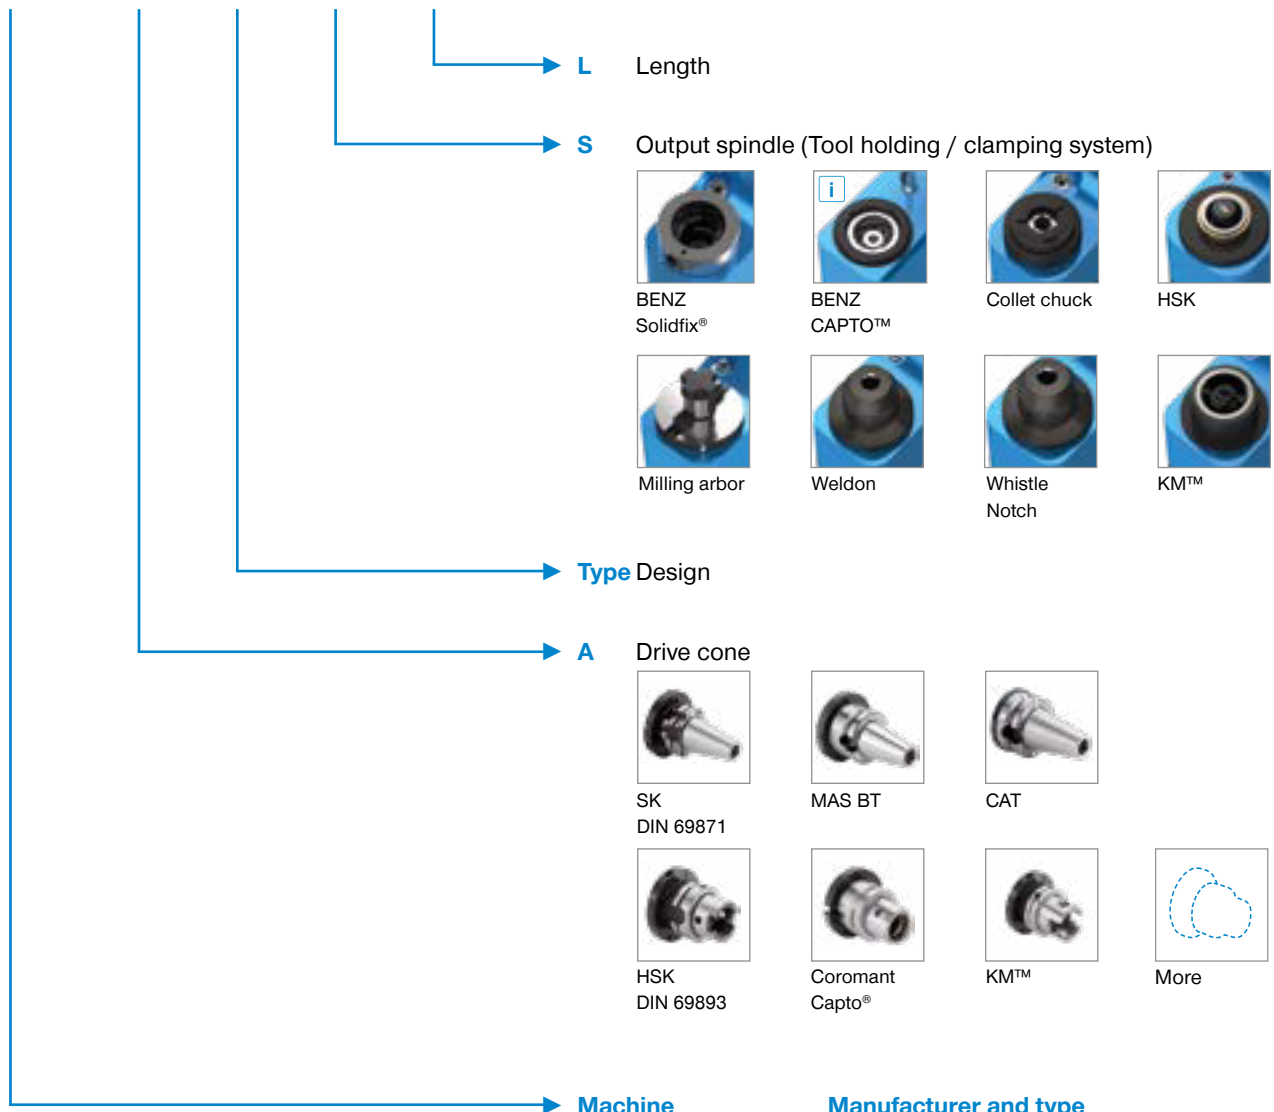 L Length
S Output spindle (Tool holding / clamping system)
i
BENZ Solidfix®
BENZ CAPTO™
Collet chuck
HSK
Milling arbor
Weldon
Whistle Notch
KM™
Type Design
A Drive cone
SK DIN 69871
MAS BT
CAT
HSK DIN 69893
Coromant Capto®
KM™
More
Machine Manufacturer and type